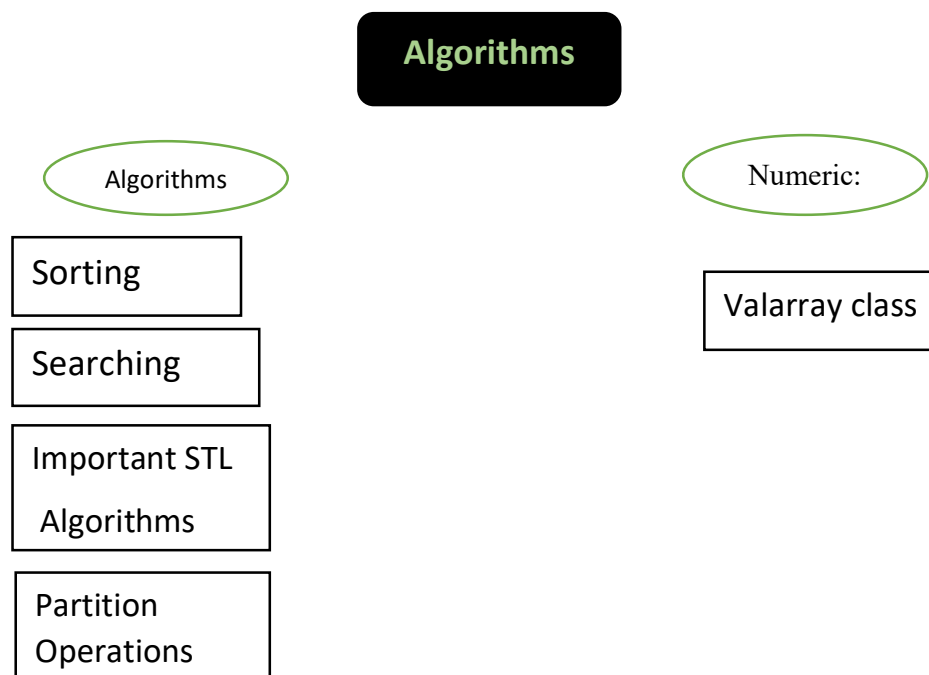 Algorithms
Algorithms
Numeric:
Sorting
Valarray class
Searching
Important STL
Algorithms
Partition
Operations